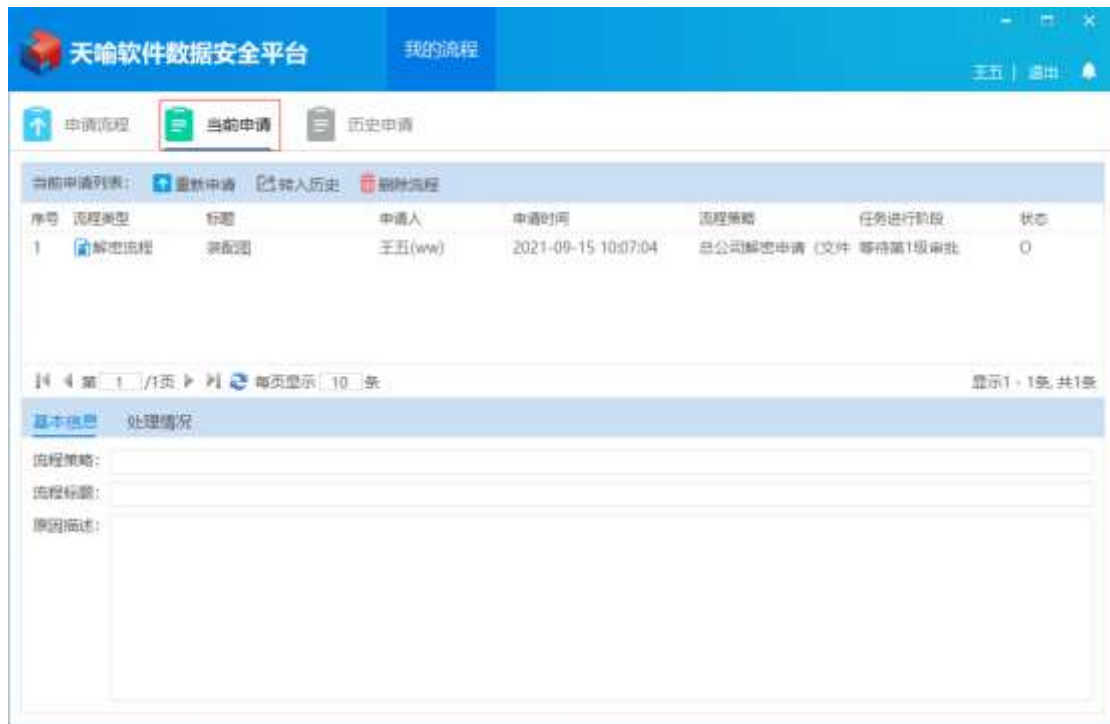 天喻软件数据安全平台 我的流程
王五 | 退出
申请流程 当前申请 历史申请
当前申请列表： 重新申请 转入历史 删除流程
序号 流程类型 标题 申请人 申请时间 流程策略 任务进行阶段 状态
1 解密流程 装配图 王五(ww) 2021-09-15 10:07:04 总公司解密申请（文件 等待第1级审批 O
第 1 /1页 每页显示 10 条 显示1 - 1条, 共1条
基本信息 处理情况
流程策略：
流程标题：
原因描述：